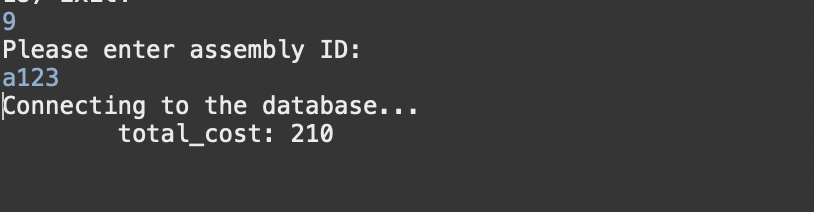 9
Please enter assembly ID:
a123
Connecting to the database...
total_cost: 210